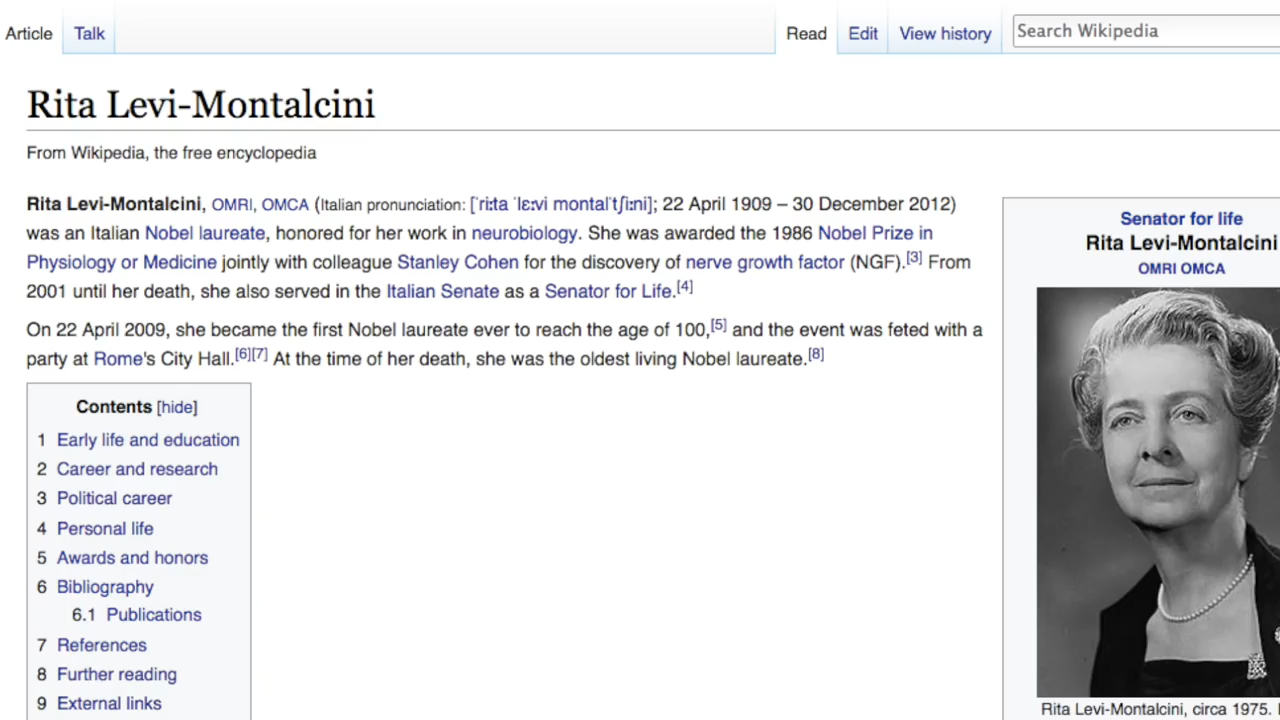 Article Talk Read Edit View history Search Wikipedia
Rita Levi-Montalcini
From Wikipedia, the free encyclopedia
Rita Levi-Montalcini, OMRI, OMCA (Italian pronunciation: [ˈriːta ˈlɛːvi montalˈtʃiːni]; 22 April 1909 – 30 December 2012)
was an Italian Nobel laureate, honored for her work in neurobiology. She was awarded the 1986 Nobel Prize in
Physiology or Medicine jointly with colleague Stanley Cohen for the discovery of nerve growth factor (NGF).[3] From
2001 until her death, she also served in the Italian Senate as a Senator for Life.[4]
On 22 April 2009, she became the first Nobel laureate ever to reach the age of 100,[5] and the event was feted with a
party at Rome's City Hall.[6][7] At the time of her death, she was the oldest living Nobel laureate.[8]
Contents [hide]
1 Early life and education
2 Career and research
3 Political career
4 Personal life
5 Awards and honors
6 Bibliography
6.1 Publications
7 References
8 Further reading
9 External links
Senator for life
Rita Levi-Montalcini
OMRI OMCA
Rita Levi-Montalcini, circa 1975.